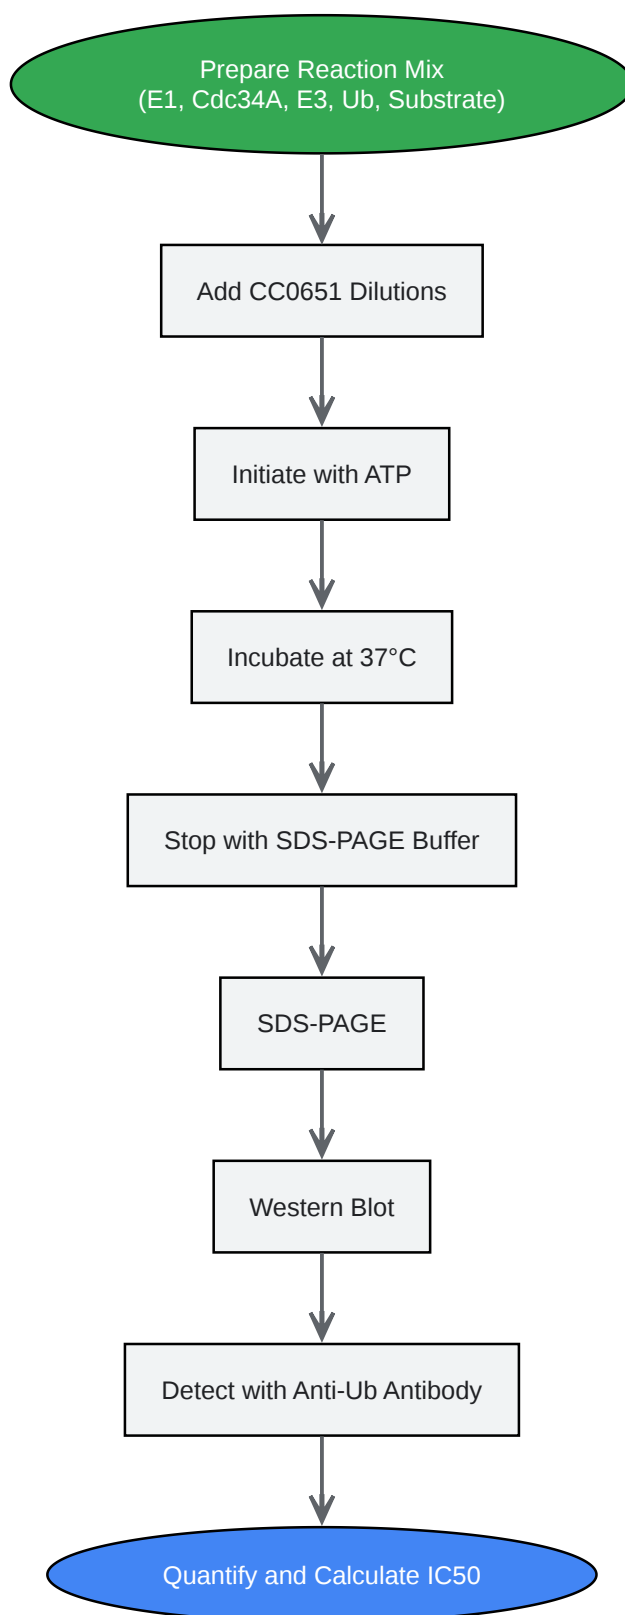 Prepare Reaction Mix
(E1, Cdc34A, E3, Ub, Substrate)
Add CC0651 Dilutions
Initiate with ATP
Incubate at 37°C
Stop with SDS-PAGE Buffer
SDS-PAGE
Western Blot
Detect with Anti-Ub Antibody
Quantify and Calculate IC50